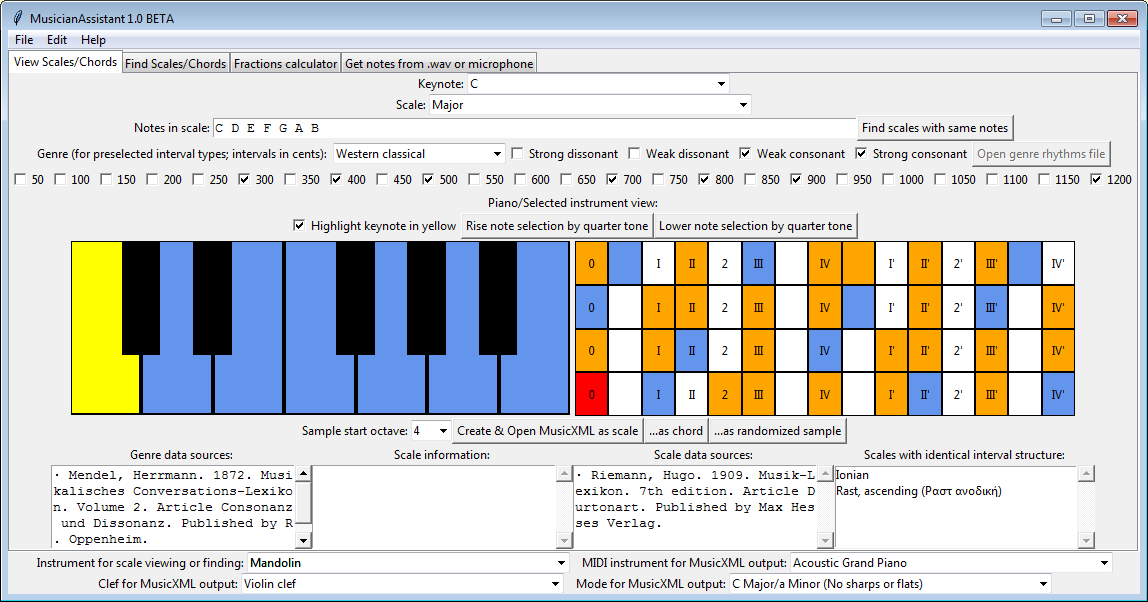 MusicianAssistant 1.0 BETA
File Edit Help
View Scales/Chords Find Scales/Chords Fractions calculator Get notes from .wav or microphone
Keynote: C
Scale: Major
Notes in scale: C D E F G A B Find scales with same notes
Genre (for preselected interval types; intervals in cents): Western classical Strong dissonant Weak dissonant Weak consonant Strong consonant Open genre rhythms file
50 100 150 200 250 300 350 400 450 500 550 600 650 700 750 800 850 900 950 1000 1050 1100 1150 1200
Piano/Selected instrument view:
Highlight keynote in yellow Rise note selection by quarter tone Lower note selection by quarter tone
0 I II 2 III IV I' II' 2' III' IV'
0 I II 2 III IV I' II' 2' III' IV'
0 I II 2 III IV I' II' 2' III' IV'
0 I II 2 III IV I' II' 2' III' IV'
Sample start octave: 4 Create & Open MusicXML as scale ...as chord ...as randomized sample
Genre data sources: Scale information: Scale data sources: Scales with identical interval structure:
· Mendel, Herrmann. 1872. Musi
kalisches Conversations-Lexiko
n. Volume 2. Article Consonanz
und Dissonanz. Published by R
. Oppenheim.
· Riemann, Hugo. 1909. Musik-L
exikon. 7th edition. Article D
urtonart. Published by Max Hes
ses Verlag.
Ionian
Rast, ascending (Ραστ ανοδική)
Instrument for scale viewing or finding: Mandolin MIDI instrument for MusicXML output: Acoustic Grand Piano
Clef for MusicXML output: Violin clef Mode for MusicXML output: C Major/a Minor (No sharps or flats)